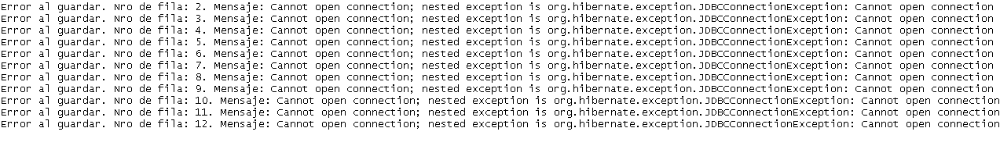 Error al guardar. Nro de fila: 2. Mensaje: Cannot open connection; nested exception is org.hibernate.exception.JDBCConnectionException: Cannot open connection
Error al guardar. Nro de fila: 3. Mensaje: Cannot open connection; nested exception is org.hibernate.exception.JDBCConnectionException: Cannot open connection
Error al guardar. Nro de fila: 4. Mensaje: Cannot open connection; nested exception is org.hibernate.exception.JDBCConnectionException: Cannot open connection
Error al guardar. Nro de fila: 5. Mensaje: Cannot open connection; nested exception is org.hibernate.exception.JDBCConnectionException: Cannot open connection
Error al guardar. Nro de fila: 6. Mensaje: Cannot open connection; nested exception is org.hibernate.exception.JDBCConnectionException: Cannot open connection
Error al guardar. Nro de fila: 7. Mensaje: Cannot open connection; nested exception is org.hibernate.exception.JDBCConnectionException: Cannot open connection
Error al guardar. Nro de fila: 8. Mensaje: Cannot open connection; nested exception is org.hibernate.exception.JDBCConnectionException: Cannot open connection
Error al guardar. Nro de fila: 9. Mensaje: Cannot open connection; nested exception is org.hibernate.exception.JDBCConnectionException: Cannot open connection
Error al guardar. Nro de fila: 10. Mensaje: Cannot open connection; nested exception is org.hibernate.exception.JDBCConnectionException: Cannot open connection
Error al guardar. Nro de fila: 11. Mensaje: Cannot open connection; nested exception is org.hibernate.exception.JDBCConnectionException: Cannot open connection
Error al guardar. Nro de fila: 12. Mensaje: Cannot open connection; nested exception is org.hibernate.exception.JDBCConnectionException: Cannot open connection